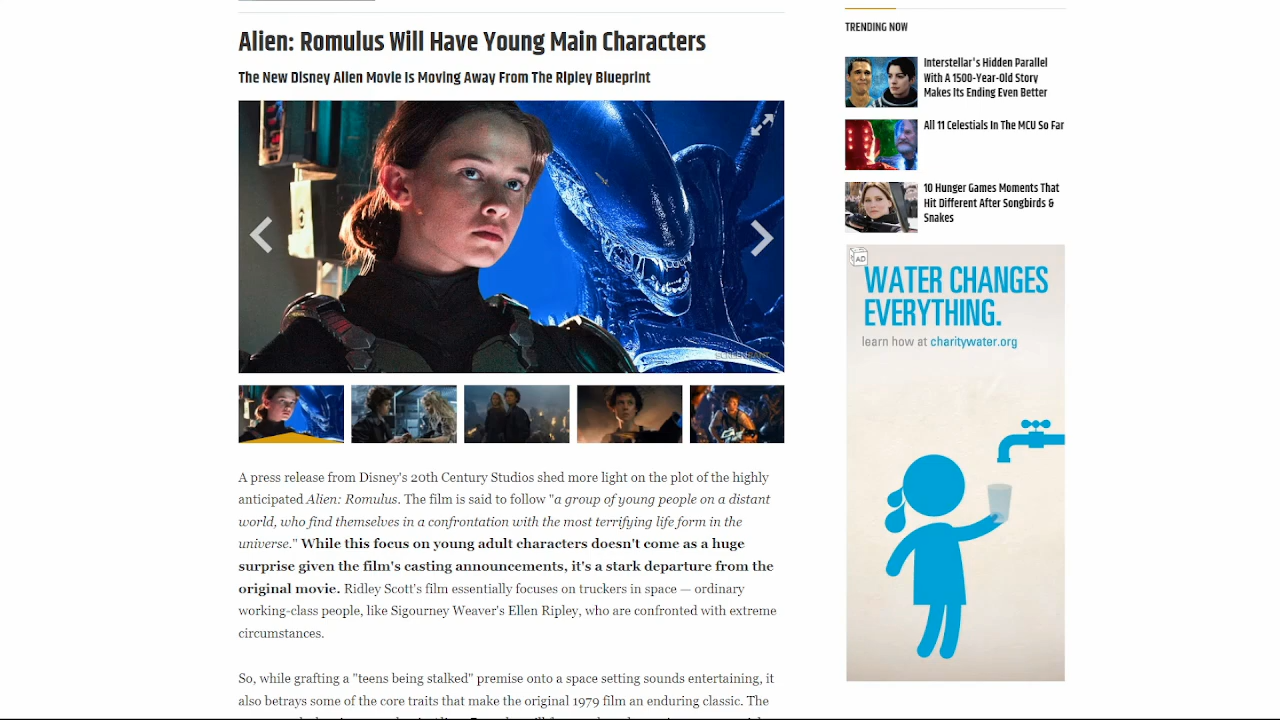 Alien: Romulus Will Have Young Main Characters
The New Disney Alien Movie Is Moving Away From The Ripley Blueprint
A press release from Disney's 20th Century Studios shed more light on the plot of the highly
anticipated Alien: Romulus. The film is said to follow "a group of young people on a distant
world, who find themselves in a confrontation with the most terrifying life form in the
universe." While this focus on young adult characters doesn't come as a huge
surprise given the film's casting announcements, it's a stark departure from the
original movie. Ridley Scott's film essentially focuses on truckers in space — ordinary
working-class people, like Sigourney Weaver's Ellen Ripley, who are confronted with extreme
circumstances.
So, while grafting a "teens being stalked" premise onto a space setting sounds entertaining, it
also betrays some of the core traits that make the original 1979 film an enduring classic. The
TRENDING NOW
Interstellar's Hidden Parallel
With A 1500-Year-Old Story
Makes Its Ending Even Better
All 11 Celestials In The MCU So Far
10 Hunger Games Moments That
Hit Different After Songbirds &
Snakes
AD
WATER CHANGES
EVERYTHING.
learn how at charitywater.org